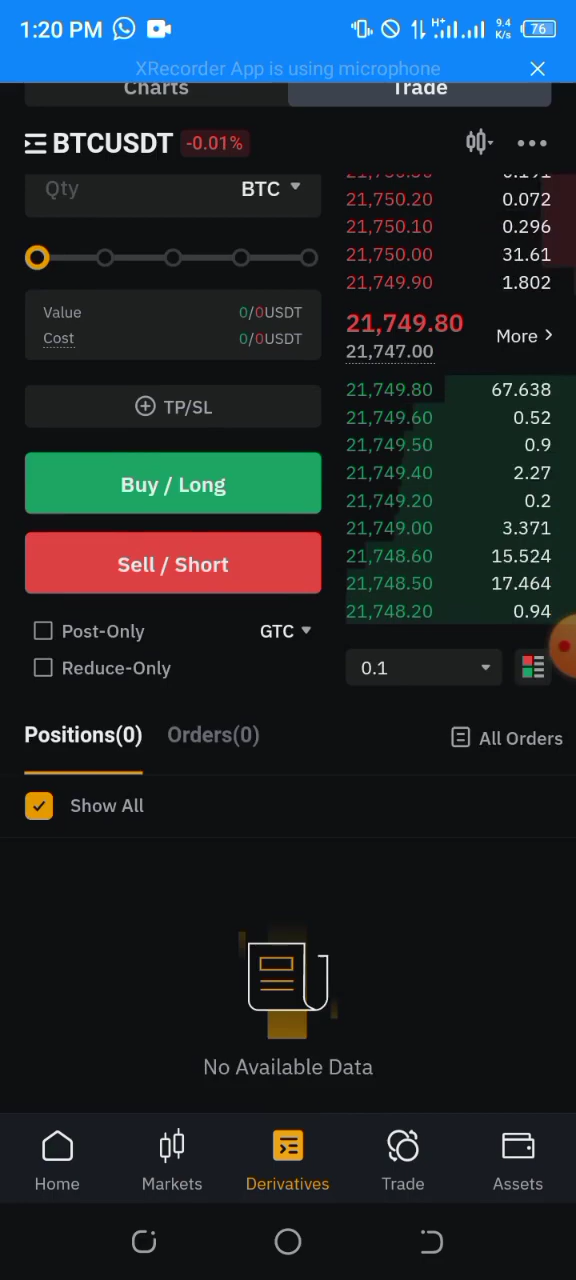 1:20 PM
H+
9.4
K/s
76
XRecorder App is using microphone
Charts
Trade
BTCUSDT -0.01%
Qty
BTC
21,750.20 0.072
21,750.10 0.296
21,750.00 31.61
21,749.90 1.802
Value 0/0USDT
Cost 0/0USDT
21,749.80
21,747.00
More
TP/SL
Buy / Long
Sell / Short
21,749.80 67.638
21,749.60 0.52
21,749.50 0.9
21,749.40 2.27
21,749.20 0.2
21,749.00 3.371
21,748.60 15.524
21,748.50 17.464
21,748.20 0.94
Post-Only
GTC
Reduce-Only
0.1
Positions(0)
Orders(0)
All Orders
Show All
No Available Data
Home
Markets
Derivatives
Trade
Assets